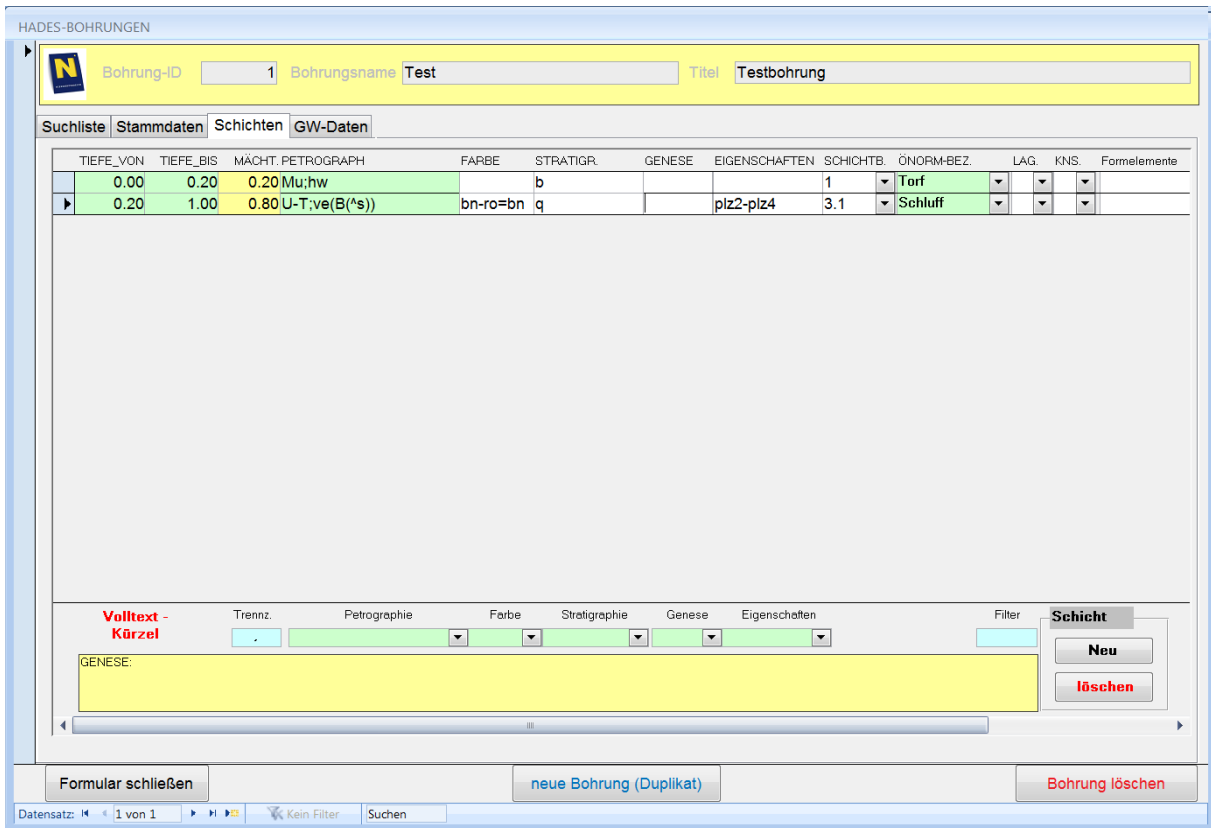 HADES-BOHRUNGEN
N
Bohrung-ID 1 Bohrungsname Test Titel Testbohrung
Suchliste Stammdaten Schichten GW-Daten
TIEFE_VON TIEFE_BIS MÄCHT. PETROGRAPH FARBE STRATIGR. GENESE EIGENSCHAFTEN SCHICHTB. ÖNORM-BEZ. LAG. KNS. Formelemente
0.00 0.20 0.20 Mu;hw b 1 Torf
0.20 1.00 0.80 U-T;ve(B(^s)) bn-ro=bn q plz2-plz4 3.1 Schluff
Volltext - Trennz. Petrographie Farbe Stratigraphie Genese Eigenschaften Filter Schicht
Kürzel
Neu
GENESE:
löschen
Formular schließen neue Bohrung (Duplikat) Bohrung löschen
Datensatz: 1 von 1 Kein Filter Suchen